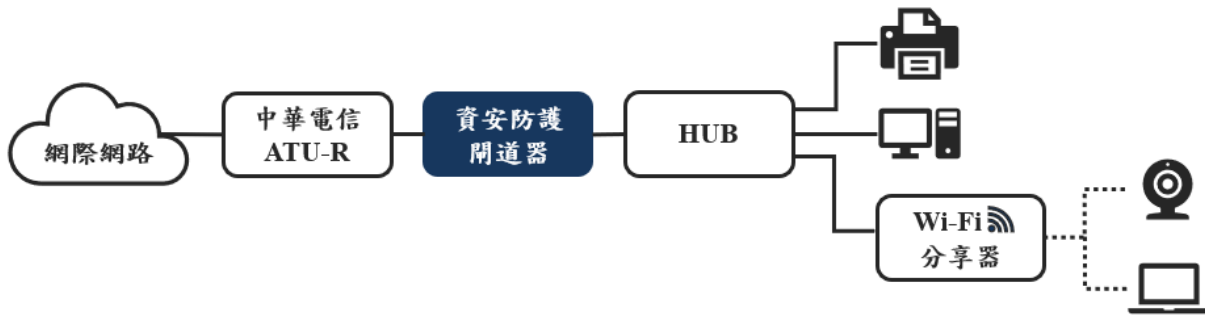 網際網路
中華電信
ATU-R
資安防護
閘道器
HUB
Wi-Fi
分享器